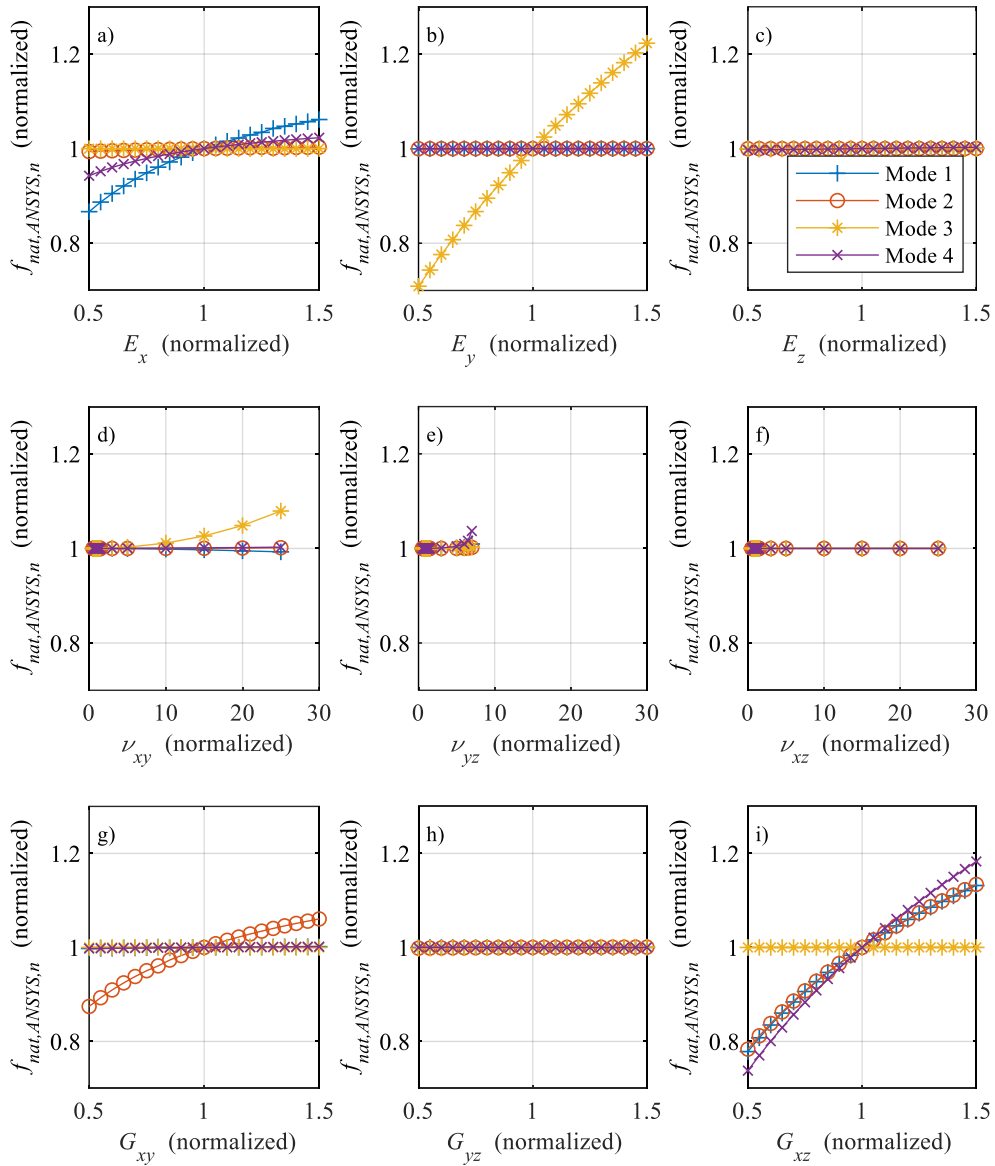 a)
1.2
1
0.8
f_nat,ANSYS,n (normalized)
0.5 1 1.5
E_x (normalized)
b)
1.2
1
0.8
f_nat,ANSYS,n (normalized)
0.5 1 1.5
E_y (normalized)
c)
1.2
1
0.8
f_nat,ANSYS,n (normalized)
Mode 1
Mode 2
Mode 3
Mode 4
0.5 1 1.5
E_z (normalized)
d)
1.2
1
0.8
f_nat,ANSYS,n (normalized)
0 10 20 30
ν_xy (normalized)
e)
1.2
1
0.8
f_nat,ANSYS,n (normalized)
0 10 20 30
ν_yz (normalized)
f)
1.2
1
0.8
f_nat,ANSYS,n (normalized)
0 10 20 30
ν_xz (normalized)
g)
1.2
1
0.8
f_nat,ANSYS,n (normalized)
0.5 1 1.5
G_xy (normalized)
h)
1.2
1
0.8
f_nat,ANSYS,n (normalized)
0.5 1 1.5
G_yz (normalized)
i)
1.2
1
0.8
f_nat,ANSYS,n (normalized)
0.5 1 1.5
G_xz (normalized)